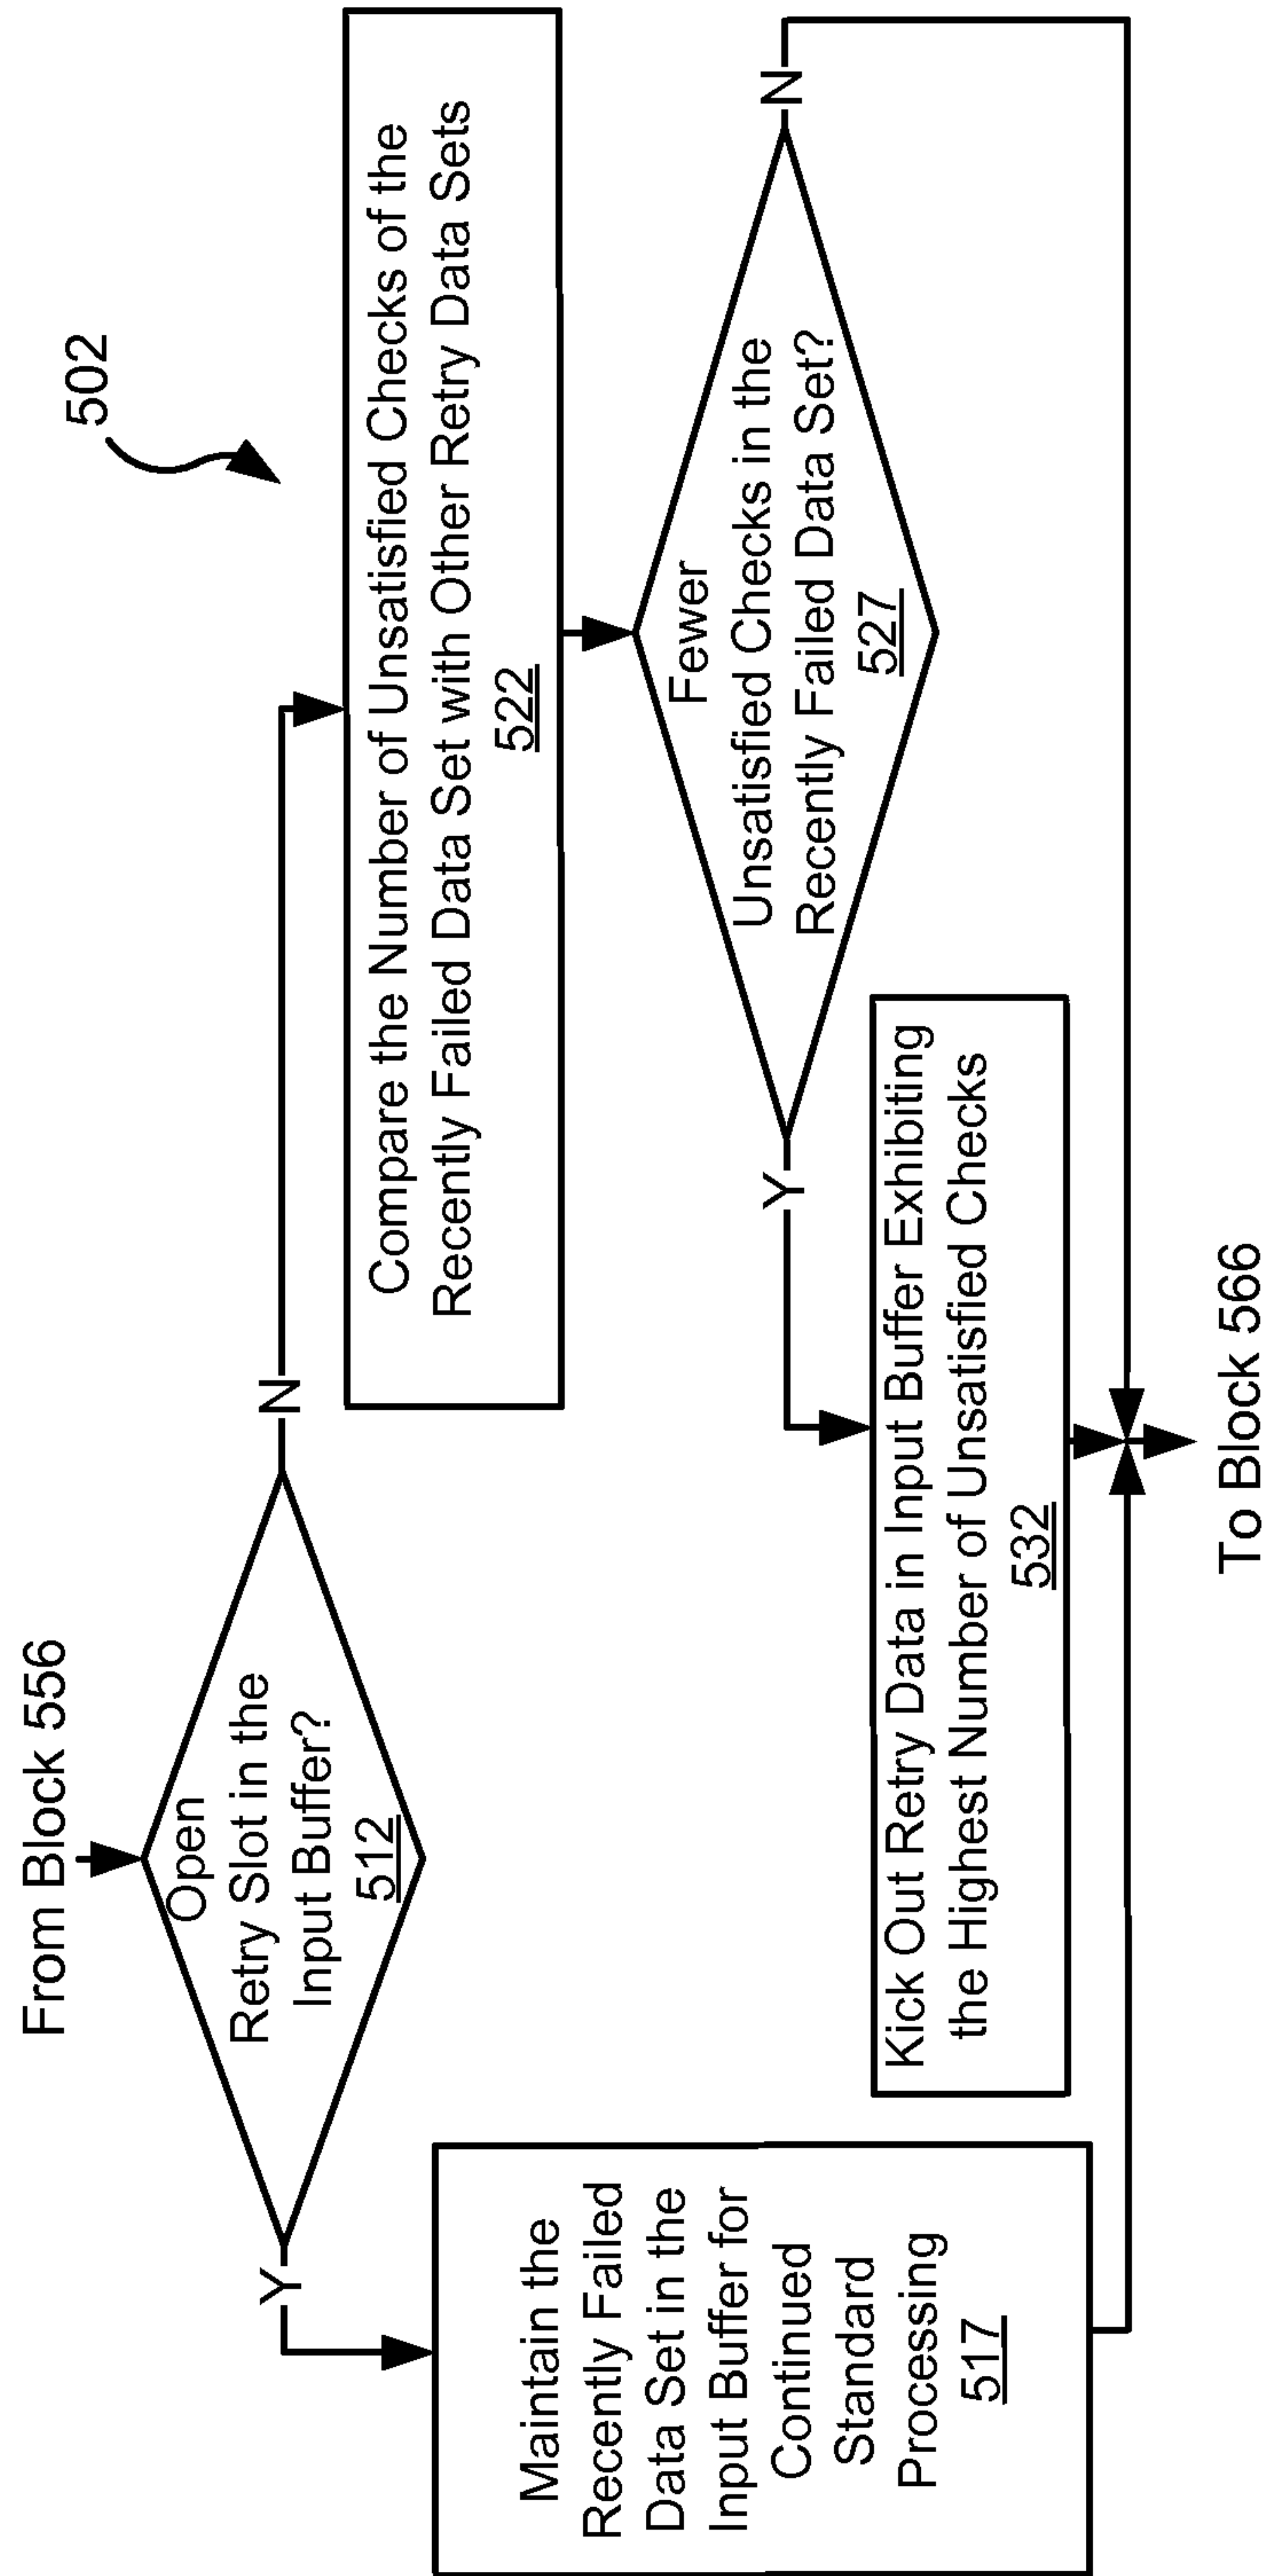 From Block 556
502
Open
Retry Slot in the
Input Buffer?
512
Y
N
Maintain the
Recently Failed
Data Set in the
Input Buffer for
Continued
Standard
Processing
517
Compare the Number of Unsatisfied Checks of the
Recently Failed Data Set with Other Retry Data Sets
522
Fewer
Unsatisfied Checks in the
Recently Failed Data Set?
527
Y
N
Kick Out Retry Data in Input Buffer Exhibiting
the Highest Number of Unsatisfied Checks
532
To Block 566